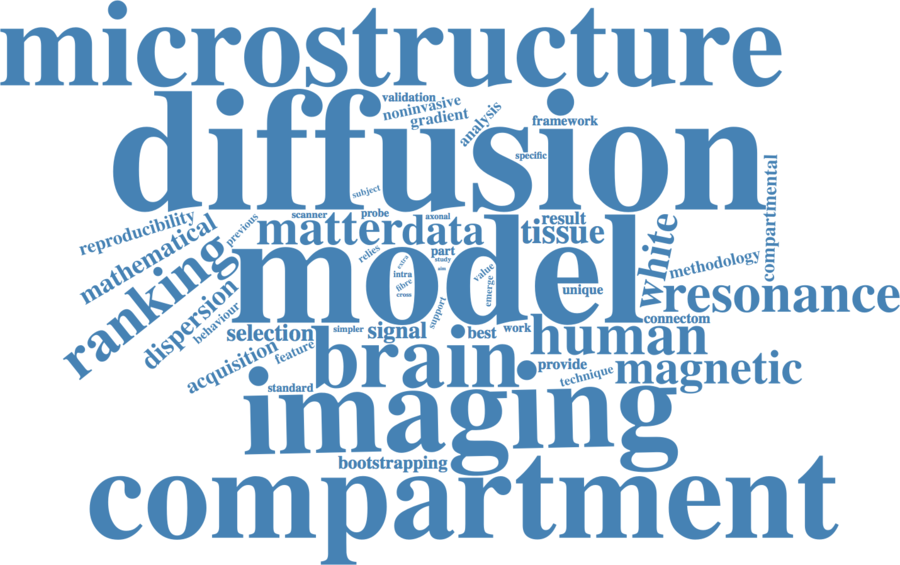 microstructure
diffusion
validation
noninvasive
gradient
analysis
framework
specific
subject
compartmental
reproducibility
mathematical
previous
scanner
probe
axonal
matter
data
result
tissue
white
methodology
ranking
model
relies
part
study
aim
extra
intra
fibre
cross
value
emerge
unique
resonance
dispersion
behaviour
support
connectom
selection
simpler
signal
best
work
human
acquisition
feature
brain
provide
technique
magnetic
standard
imaging
bootstrapping
compartment